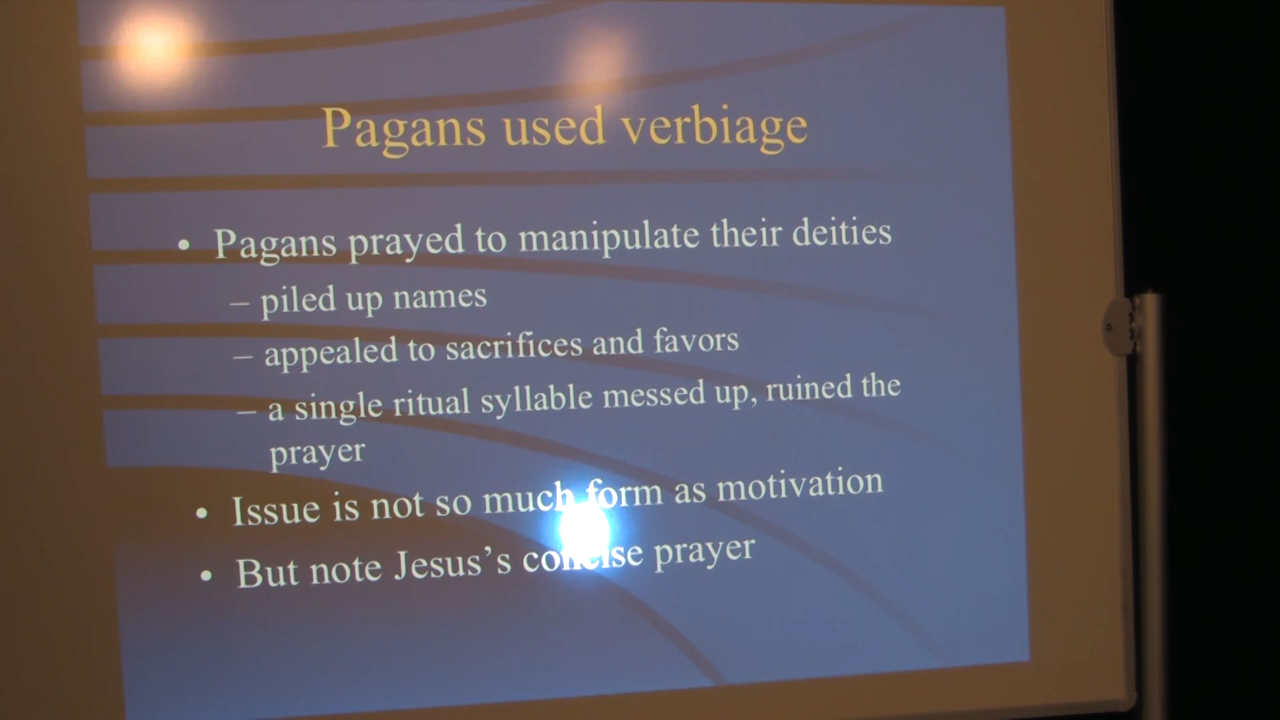 Pagans used verbiage
• Pagans prayed to manipulate their deities
– piled up names
– appealed to sacrifices and favors
– a single ritual syllable messed up, ruined the
prayer
• Issue is not so much form as motivation
• But note Jesus’s concise prayer